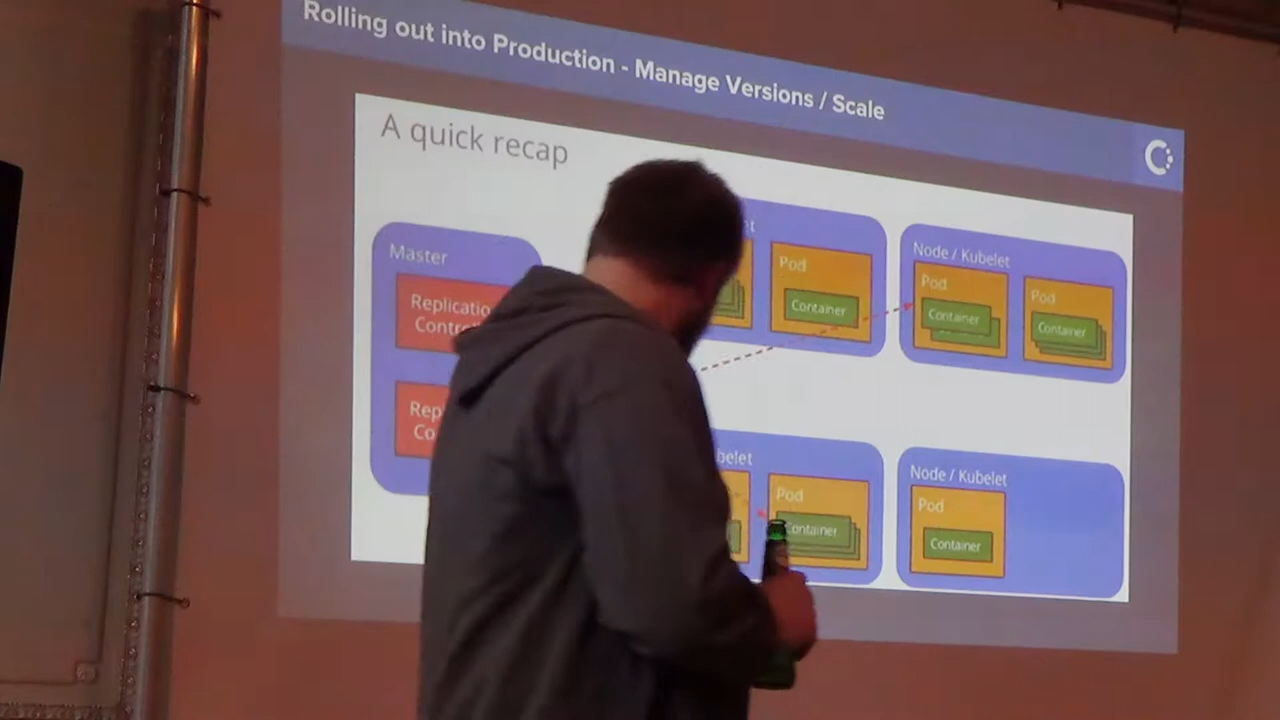 Rolling out into Production - Manage Versions / Scale
A quick recap
Master
Replicatio
Contro
Rep
Co
t
Pod
Container
Node / Kubelet
Pod
Container
Pod
Container
belet
Pod
Container
Node / Kubelet
Pod
Container